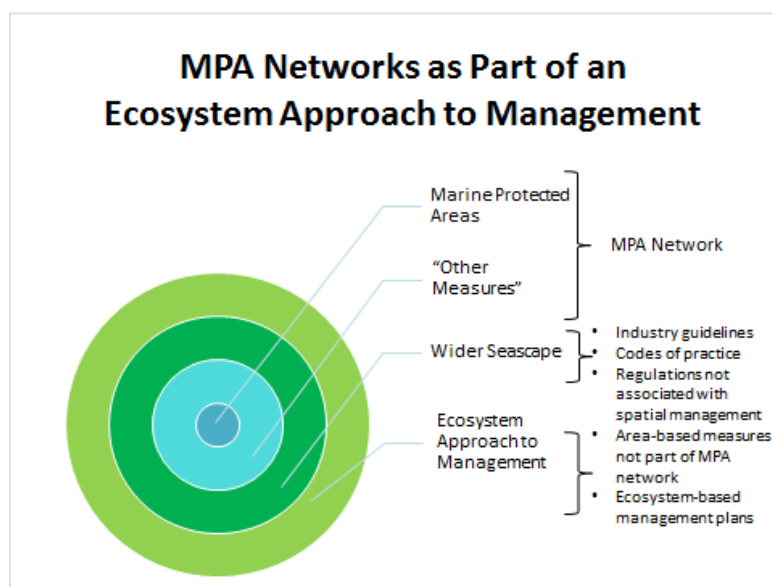 MPA Networks as Part of an
Ecosystem Approach to Management
Marine Protected
Areas
MPA Network
"Other
Measures"
Wider Seascape
• Industry guidelines
• Codes of practice
• Regulations not
associated with
spatial management
Ecosystem
Approach to
Management
• Area-based measures
not part of MPA
network
• Ecosystem-based
management plans